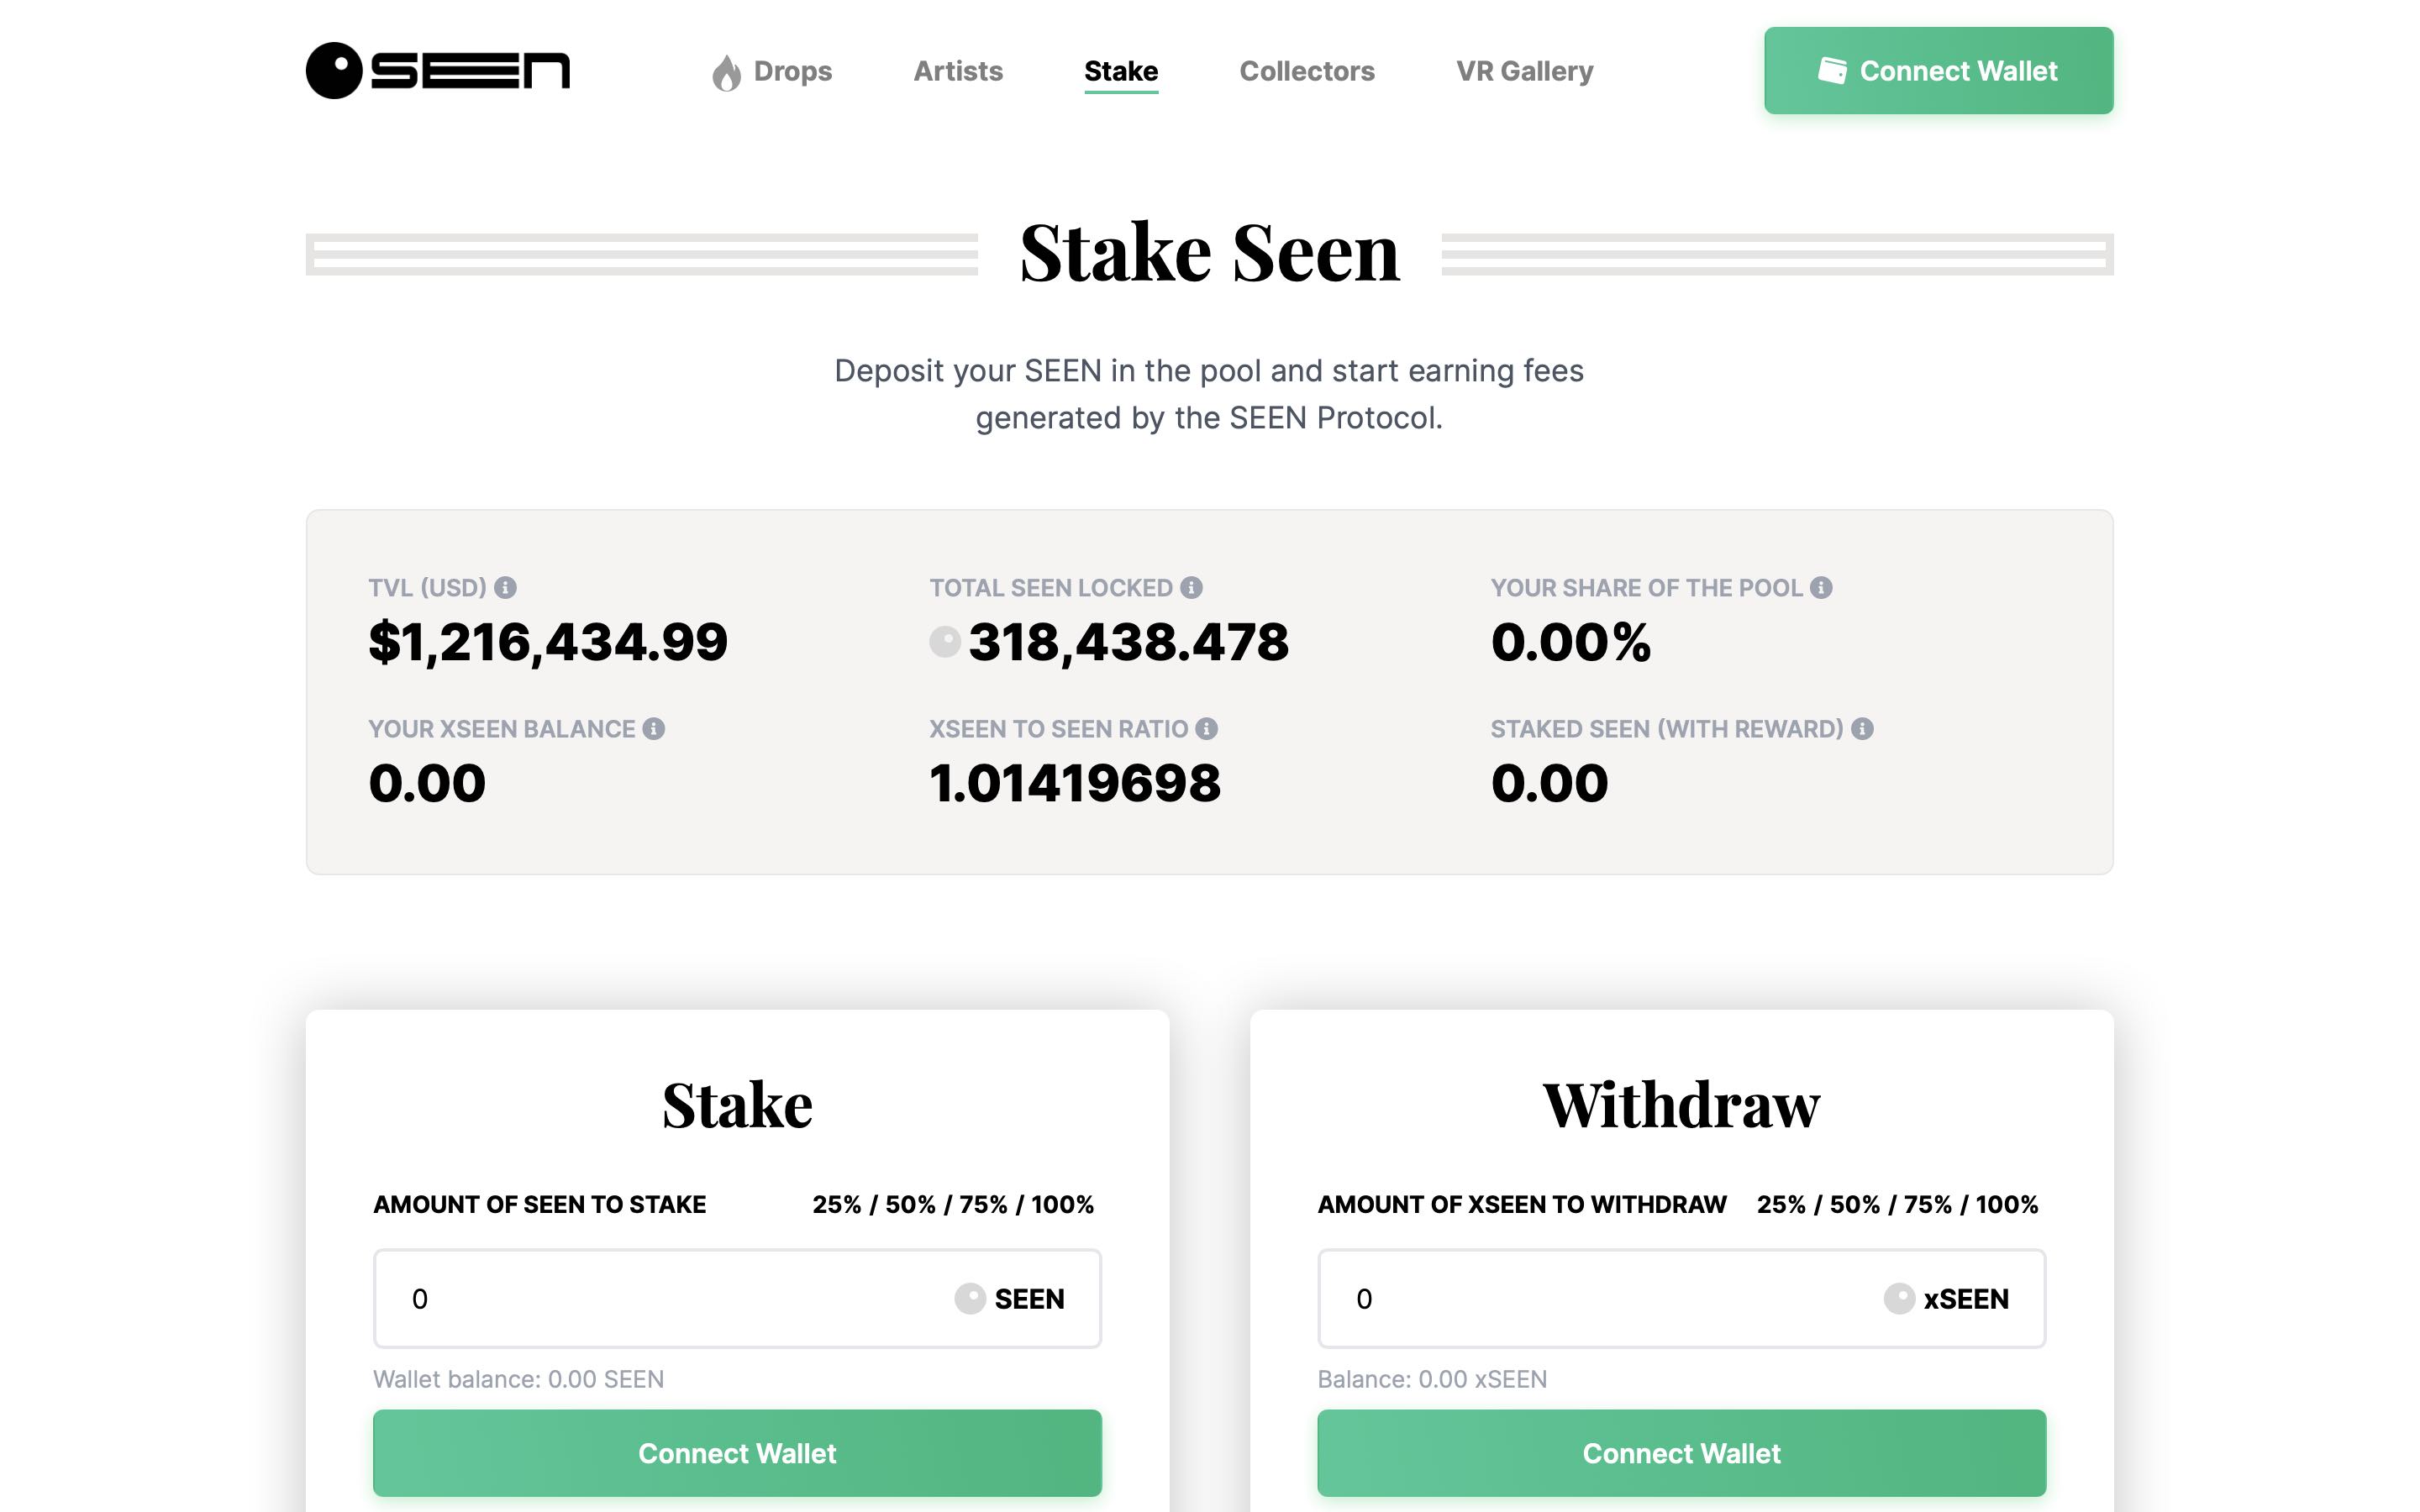 SEEN
Drops
Artists
Stake
Collectors
VR Gallery
Connect Wallet
Stake Seen
Deposit your SEEN in the pool and start earning fees
generated by the SEEN Protocol.
TVL (USD)
$1,216,434.99
TOTAL SEEN LOCKED
318,438.478
YOUR SHARE OF THE POOL
0.00%
YOUR XSEEN BALANCE
0.00
XSEEN TO SEEN RATIO
1.01419698
STAKED SEEN (WITH REWARD)
0.00
Stake
AMOUNT OF SEEN TO STAKE
25% / 50% / 75% / 100%
0
SEEN
Wallet balance: 0.00 SEEN
Connect Wallet
Withdraw
AMOUNT OF XSEEN TO WITHDRAW
25% / 50% / 75% / 100%
0
xSEEN
Balance: 0.00 xSEEN
Connect Wallet